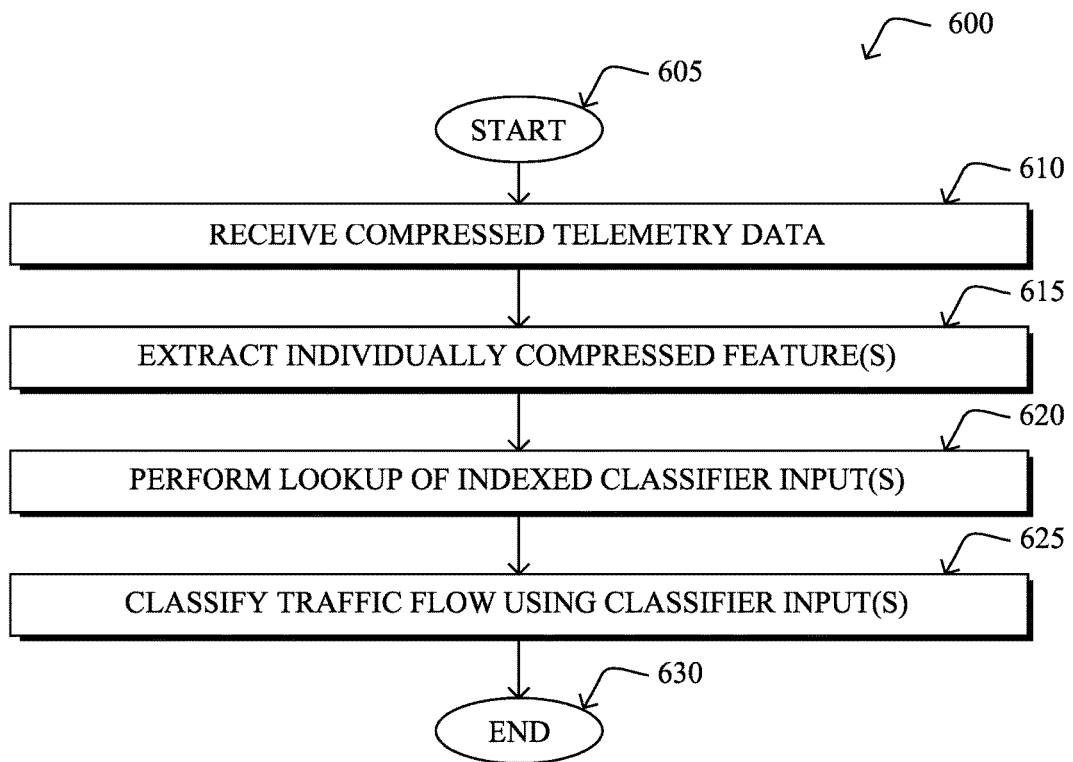 600
605
START
610
RECEIVE COMPRESSED TELEMETRY DATA
615
EXTRACT INDIVIDUALLY COMPRESSED FEATURE(S)
620
PERFORM LOOKUP OF INDEXED CLASSIFIER INPUT(S)
625
CLASSIFY TRAFFIC FLOW USING CLASSIFIER INPUT(S)
630
END